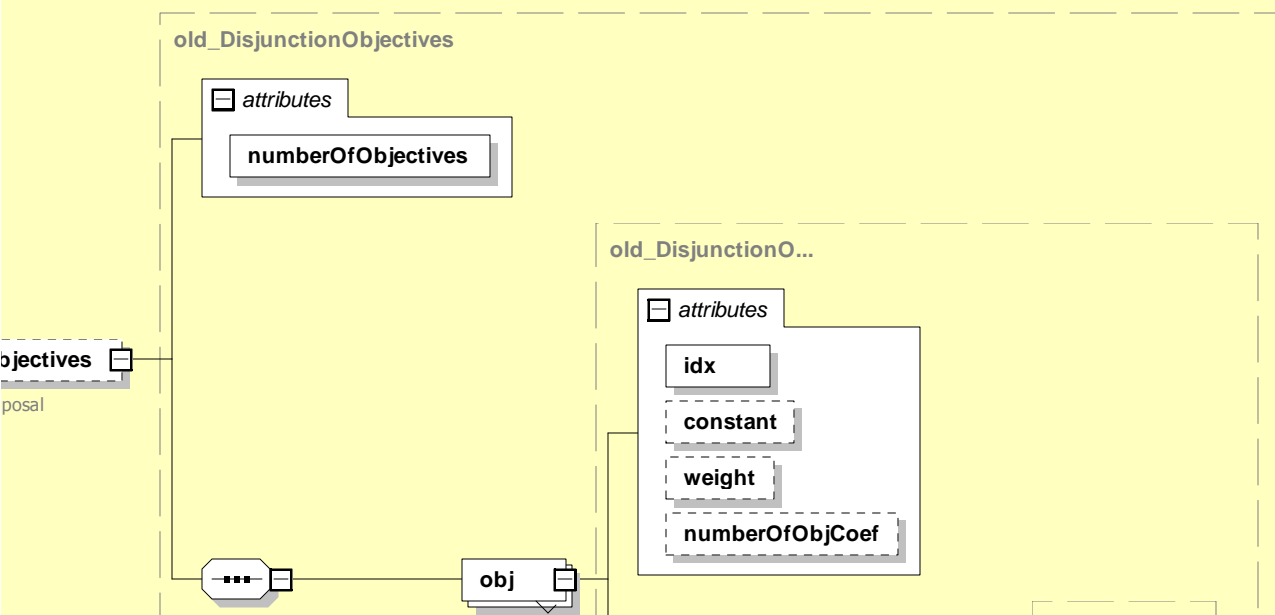 old_DisjunctionObjectives
attributes
numberOfObjectives
old_DisjunctionO...
attributes
idx
constant
weight
numberOfObjCoef
bjectives
posal
obj